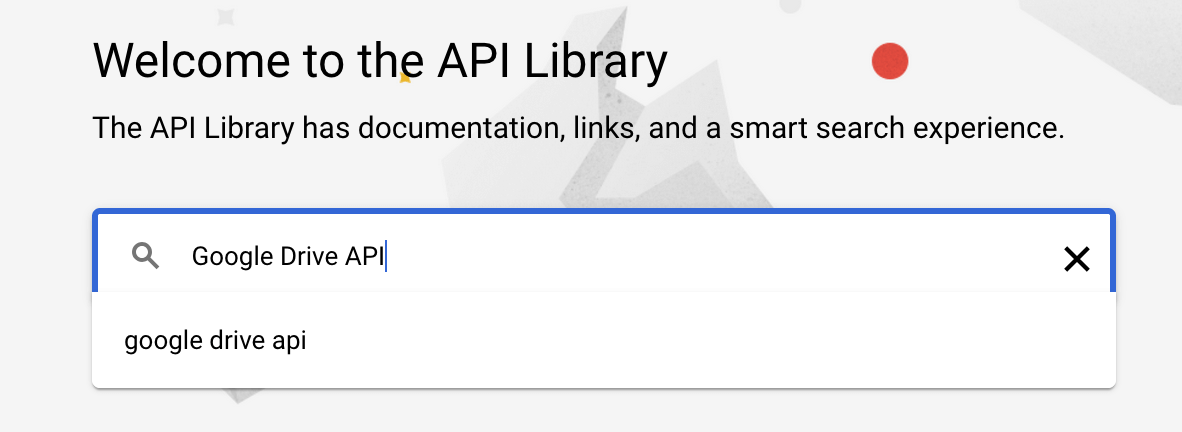 Welcome to the API Library
The API Library has documentation, links, and a smart search experience.
Google Drive API
google drive api